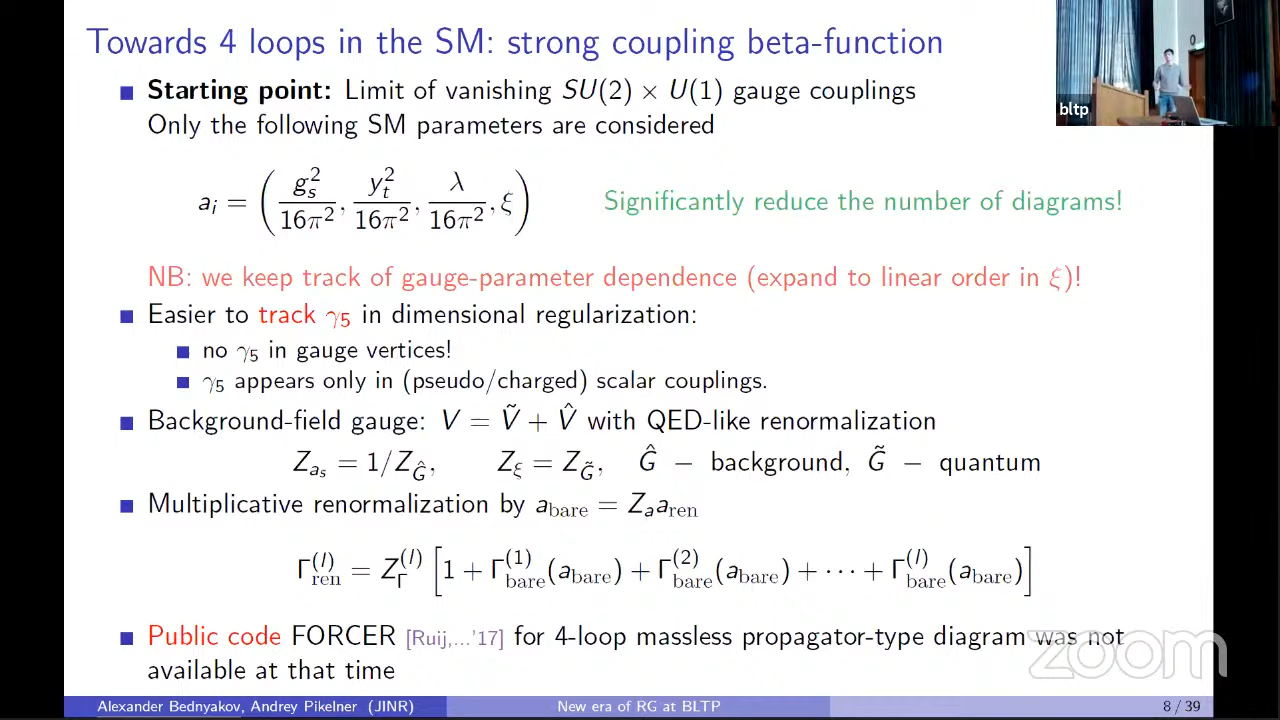 Towards 4 loops in the SM: strong coupling beta-function
Starting point: Limit of vanishing SU(2) × U(1) gauge couplings
Only the following SM parameters are considered
a_i = ( g_s^2/16π^2, y_t^2/16π^2, λ/16π^2, ξ ) Significantly reduce the number of diagrams!
NB: we keep track of gauge-parameter dependence (expand to linear order in ξ)!
Easier to track γ5 in dimensional regularization:
no γ5 in gauge vertices!
γ5 appears only in (pseudo/charged) scalar couplings.
Background-field gauge: V = Ṽ + V̂ with QED-like renormalization
Z_{a_s} = 1/Z_Ĝ, Z_ξ = Z_G̃, Ĝ − background, G̃ − quantum
Multiplicative renormalization by a_bare = Z_a a_ren
Γ_ren^(l) = Z_Γ^(l) [1 + Γ_bare^(1)(a_bare) + Γ_bare^(2)(a_bare) + ··· + Γ_bare^(l)(a_bare)]
Public code FORCER [Ruij,...'17] for 4-loop massless propagator-type diagram was not
available at that time
Alexander Bednyakov, Andrey Pikelner (JINR) New era of RG at BLTP 8 / 39
bltp
zoom